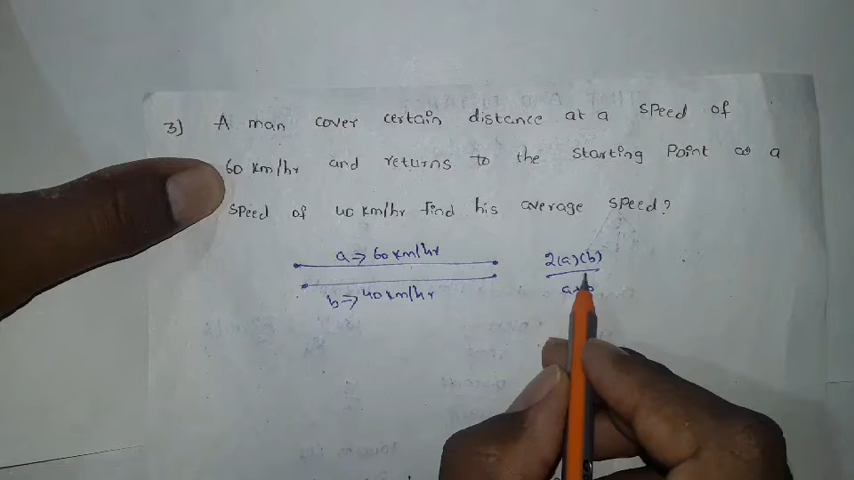 3] A man cover certain distance at a speed of
60 km/hr and returns to the starting point at a
speed of 40 km/hr find his average speed?
a → 60 km/hr
b → 40 km/hr
2(a)(b)
a+b